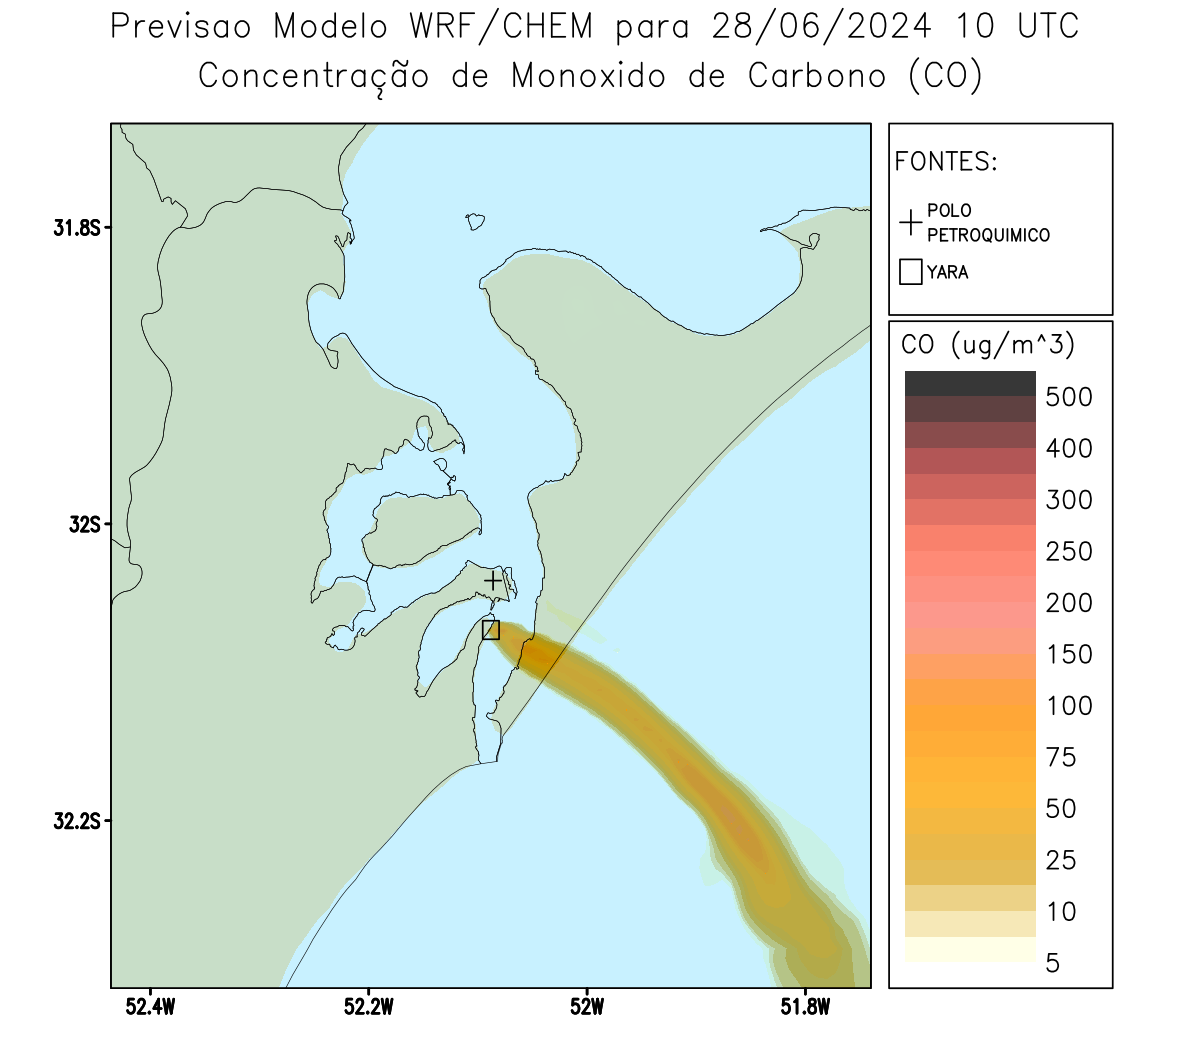 Previsao Modelo WRF/CHEM para 28/06/2024 10 UTC
Concentração de Monoxido de Carbono (CO)
FONTES:
POLO
PETROQUIMICO
YARA
CO (ug/m^3)
500
400
300
250
200
150
100
75
50
25
10
5
31.8S
32S
32.2S
52.4W
52.2W
52W
51.8W